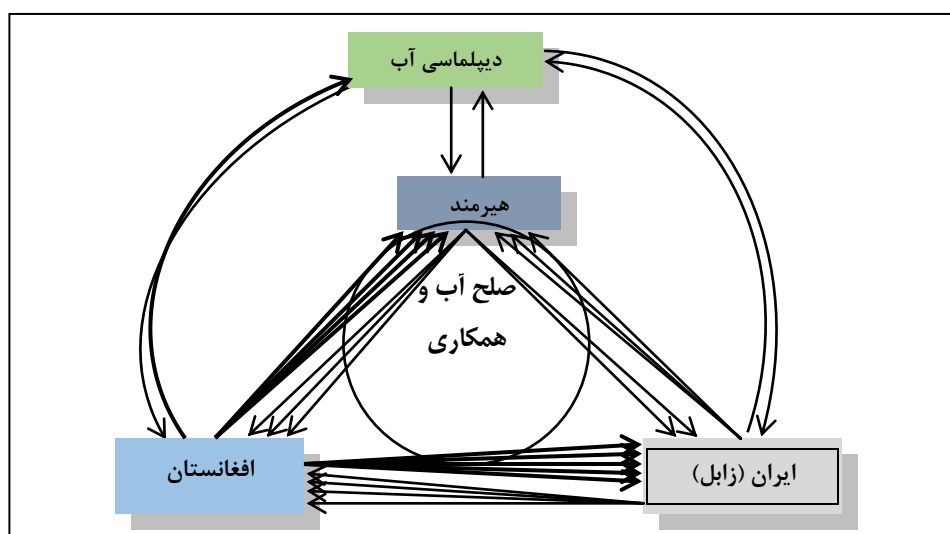 دیپلماسی آب
هیرمند
صلح آب و
همکاری
ایران (زابل)
افغانستان